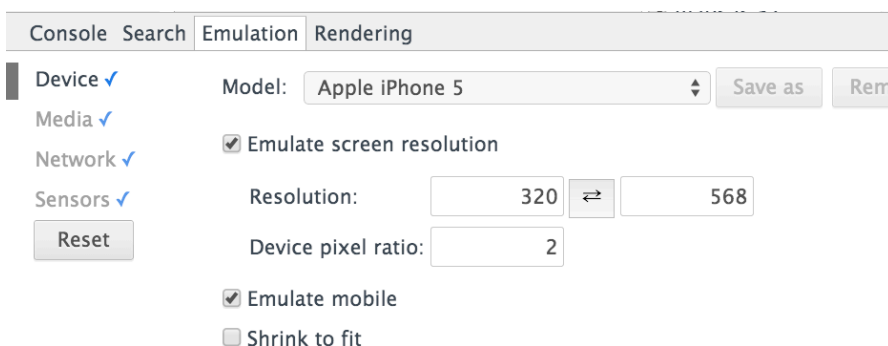 Console Search Emulation Rendering
Device ✓
Model: Apple iPhone 5 Save as Rem
Media ✓
Emulate screen resolution
Network ✓
Sensors ✓
Resolution: 320 ⇄ 568
Reset
Device pixel ratio: 2
Emulate mobile
Shrink to fit